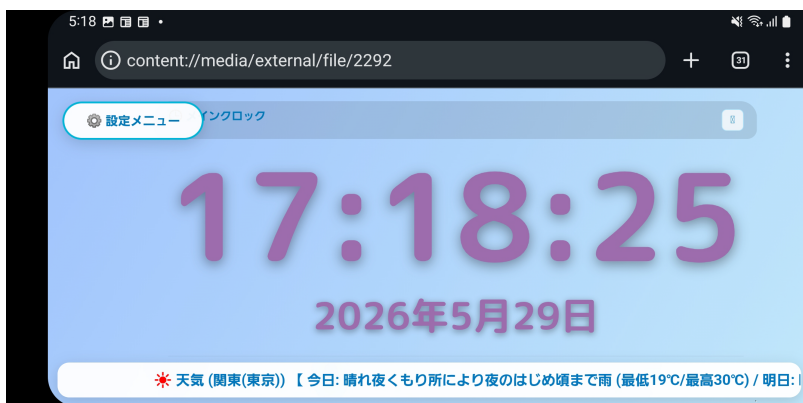 5:18
31
content://media/external/file/2292
設定メニュー
インクロック
17:18:25
2026年5月29日
天気 (関東(東京)) 【 今日: 晴れ夜くもり所により夜のはじめ頃まで雨 (最低19℃/最高30℃) / 明日: